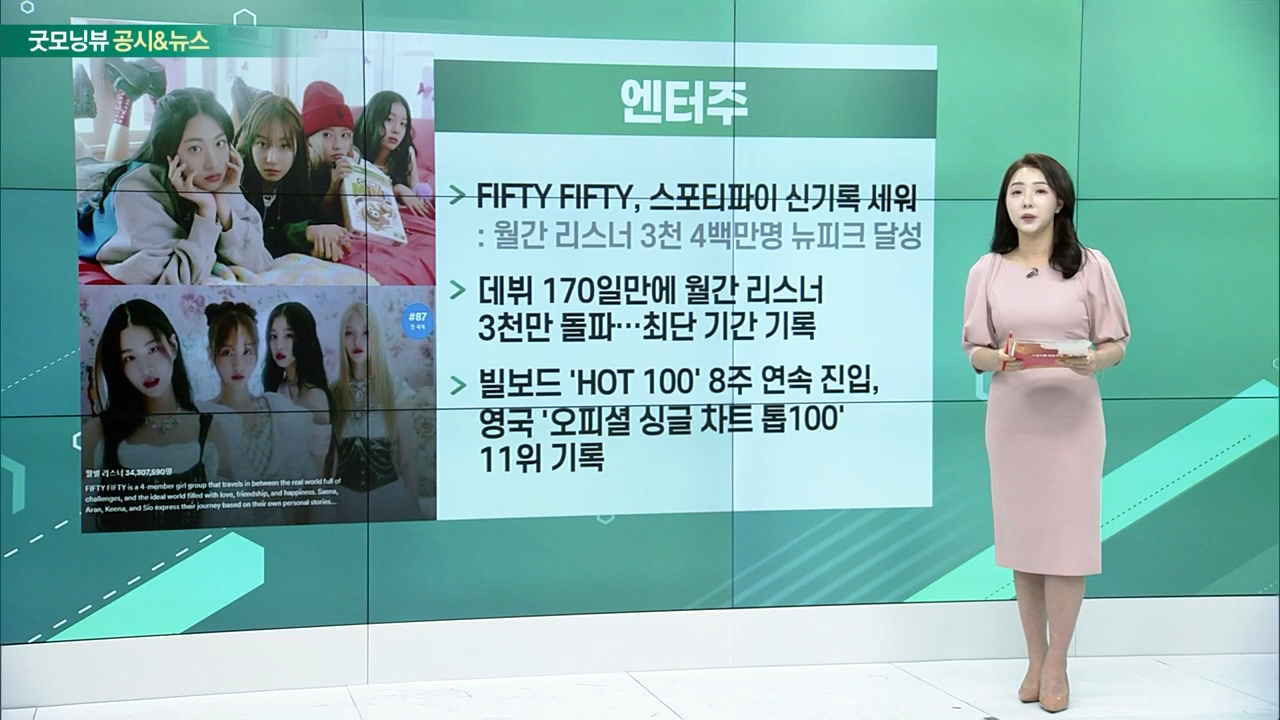 굿모닝뷰 공시&뉴스
엔터주
FIFTY FIFTY, 스포티파이 신기록 세워
: 월간 리스너 3천 4백만명 뉴피크 달성
데뷔 170일만에 월간 리스너
3천만 돌파…최단 기간 기록
빌보드 'HOT 100' 8주 연속 진입,
영국 '오피셜 싱글 차트 톱100'
11위 기록
#87
전 세계
월별 리스너 34,307,590명
FIFTY FIFTY is a 4-member girl group that travels in between the real world full of
challenges, and the ideal world filled with love, friendship, and happiness. Saena,
Aran, Keena, and Sio express their journey based on their own personal stories...